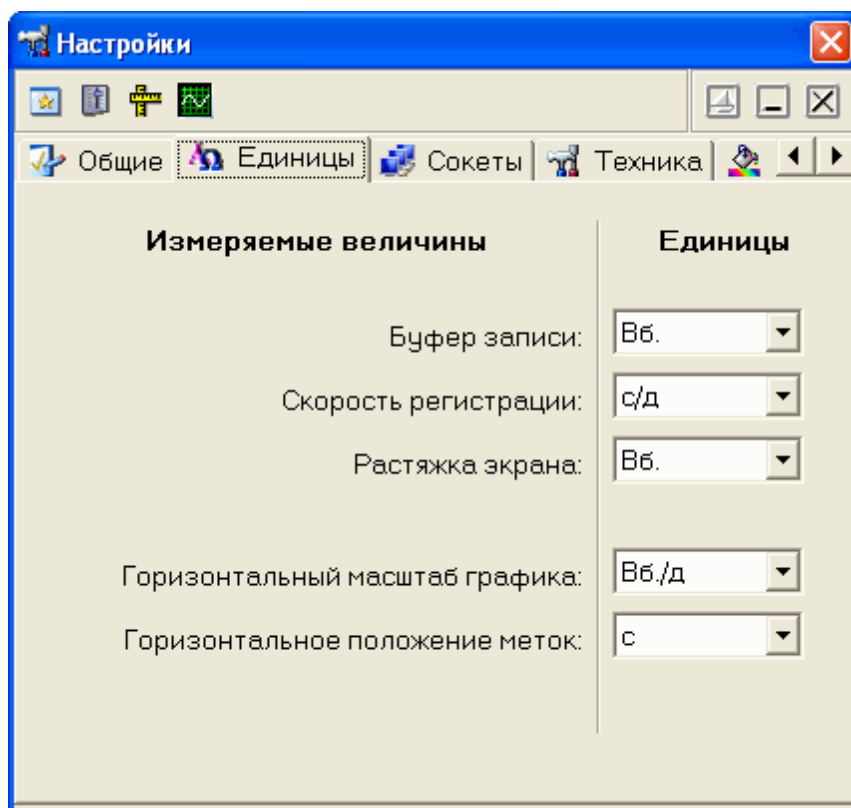 Настройки
Общие Единицы Сокеты Техника
Измеряемые величины Единицы
Буфер записи: Вб.
Скорость регистрации: с/д
Растяжка экрана: Вб.
Горизонтальный масштаб графика: Вб./д
Горизонтальное положение меток: с